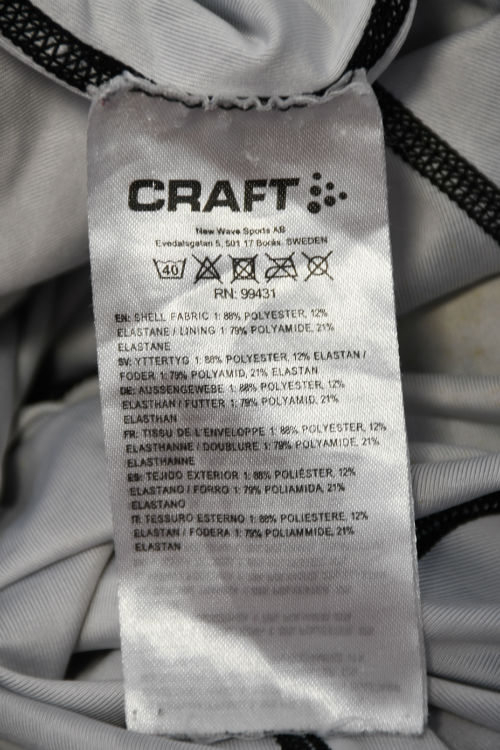 CRAFT
New Wave Sports AB
Evedalsgatan 5, 501 17 Borås. SWEDEN
40
RN: 99431
EN: SHELL FABRIC 1: 88% POLYESTER, 12%
ELASTANE / LINING 1: 79% POLYAMIDE, 21%
ELASTANE
SV: YTTERTYG 1: 88% POLYESTER, 12% ELASTAN /
FODER 1: 79% POLYAMID, 21% ELASTAN
DE: AUSSENGEWEBE 1: 88% POLYESTER, 12%
ELASTHAN / FUTTER 1: 79% POLYAMID, 21%
ELASTHAN
FR: TISSU DE L'ENVELOPPE 1: 88% POLYESTER, 12%
ELASTHANNE / DOUBLURE 1: 79% POLYAMIDE, 21%
ELASTHANNE
ES: TEJIDO EXTERIOR 1: 88% POLIÉSTER, 12%
ELASTANO / FORRO 1: 79% POLIAMIDA, 21%
ELASTANO
IT: TESSURO ESTERNO 1: 88% POLIESTERE, 12%
ELASTAN / FODERA 1: 79% POLIAMMIDE, 21%
ELASTAN